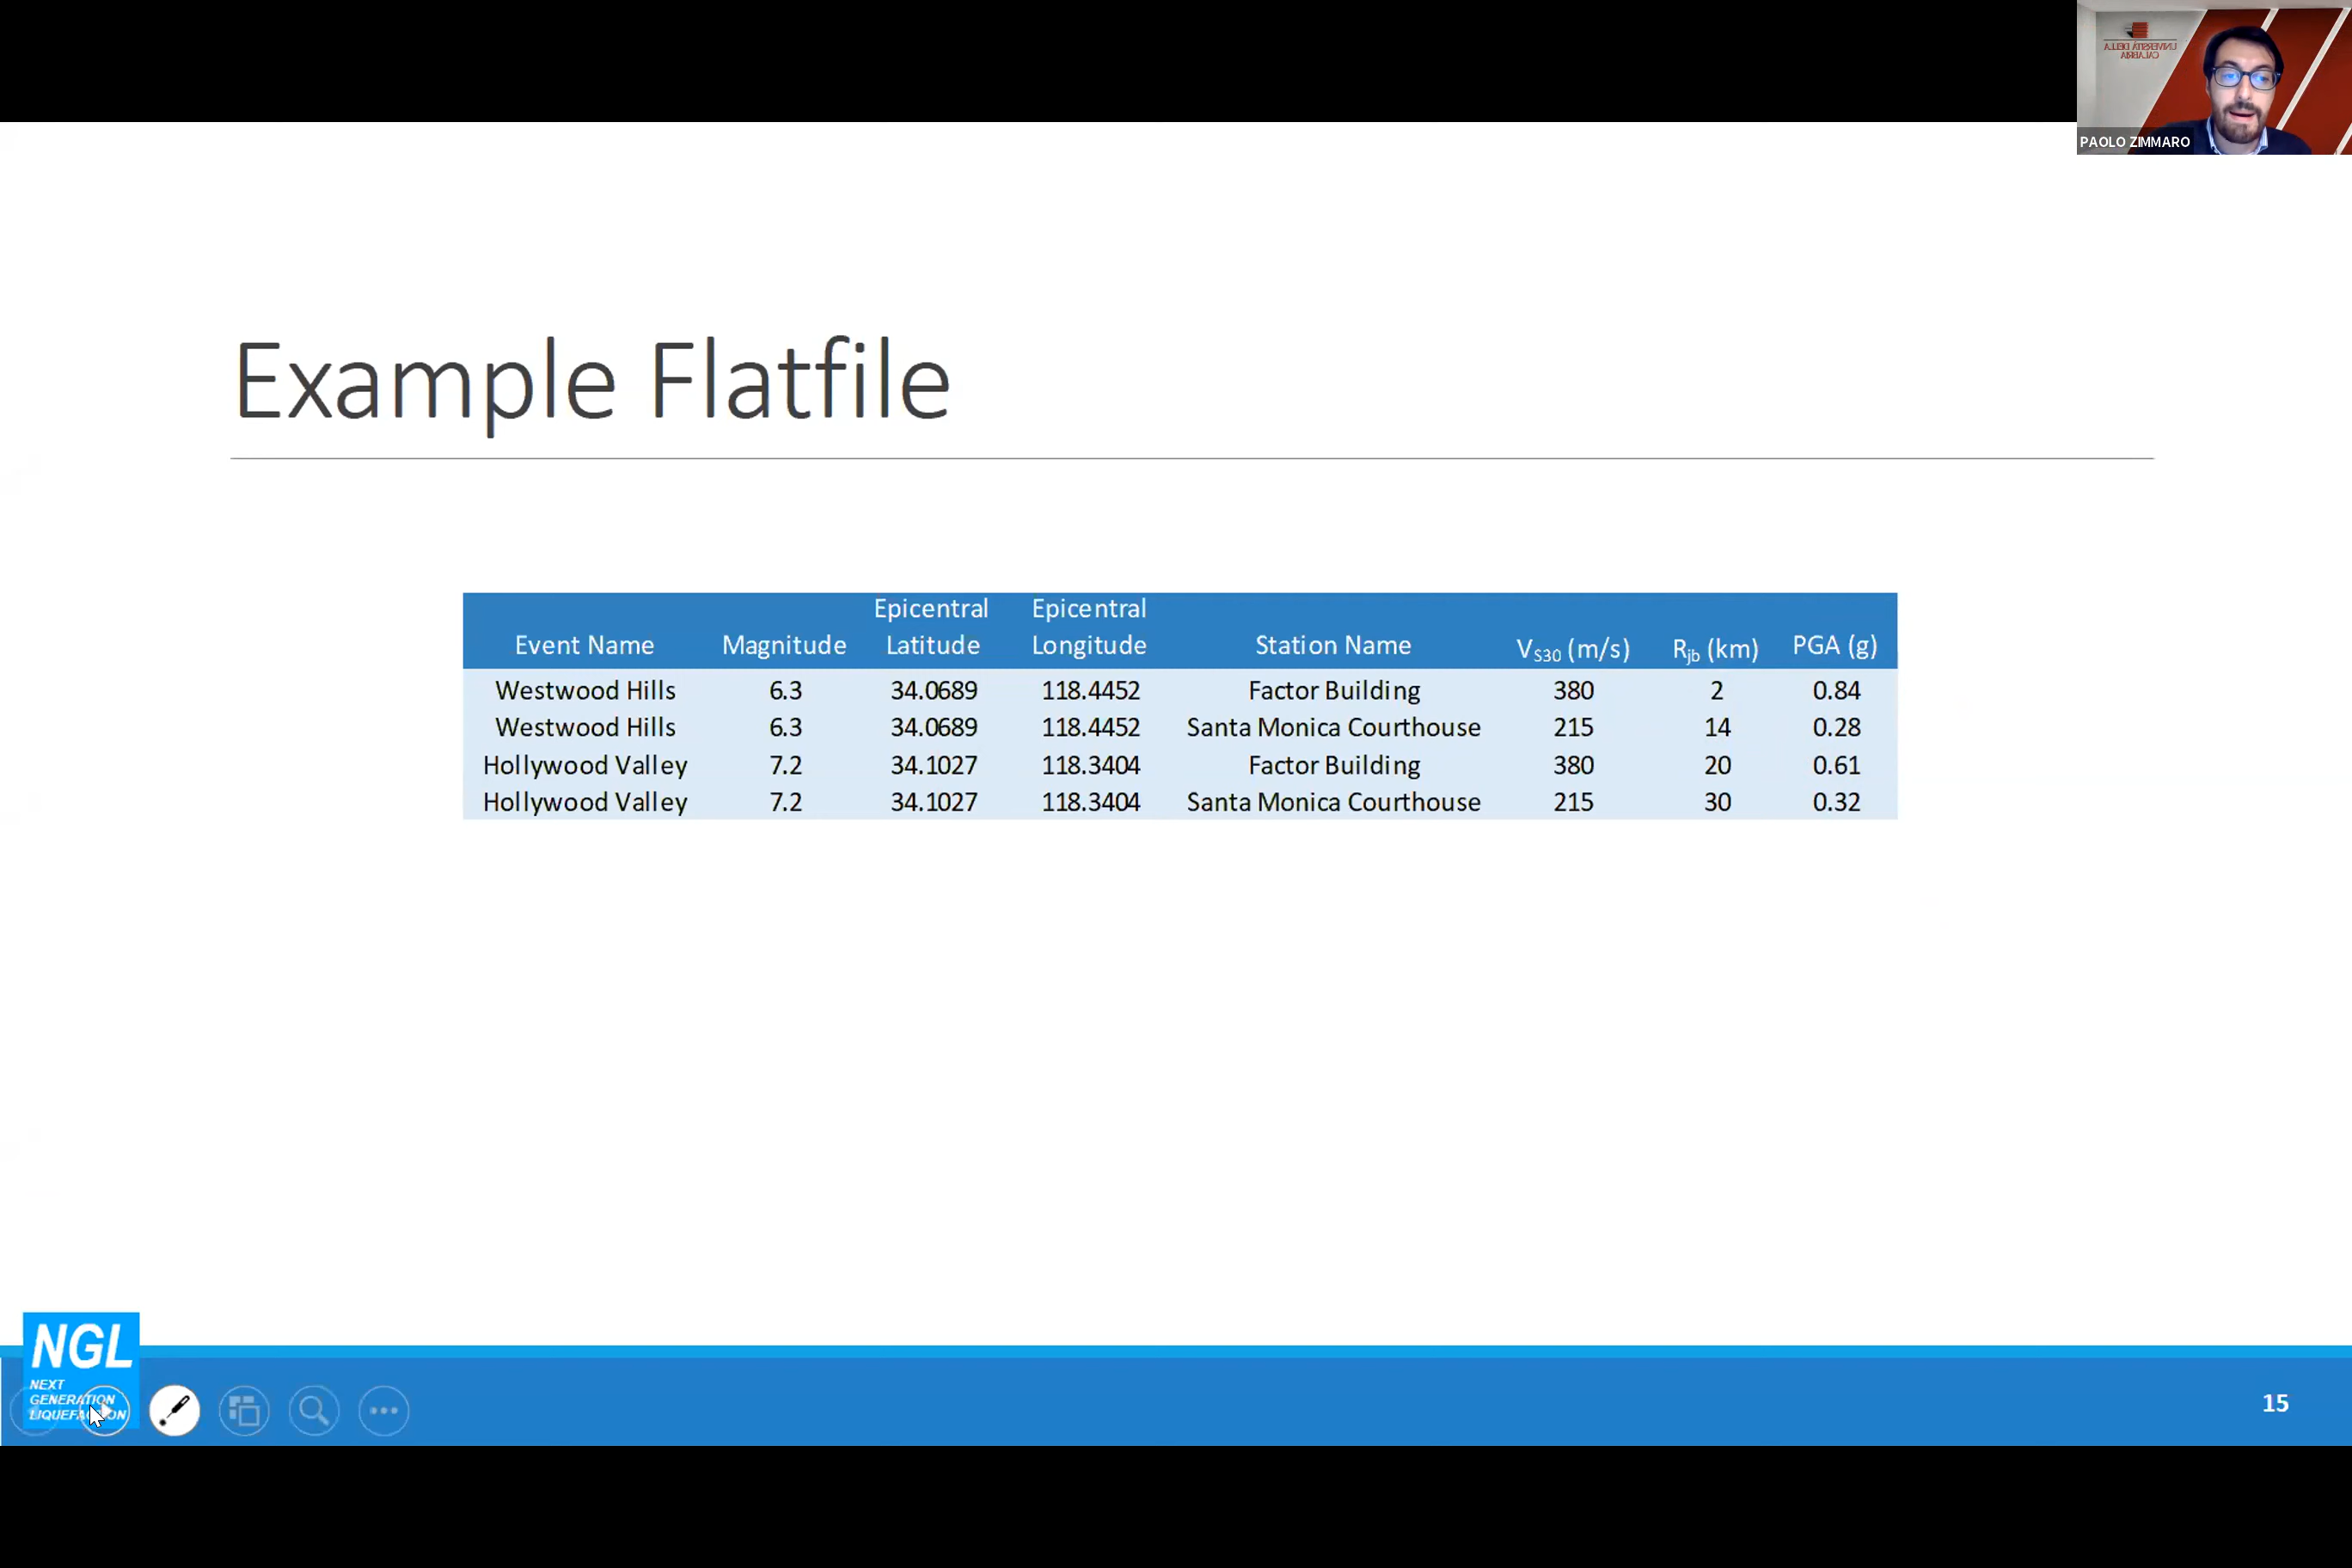 UNIVERSITÀ DELLA
CALABRIA
PAOLO ZIMMARO
Example Flatfile
Event Name Magnitude Epicentral Latitude Epicentral Longitude Station Name VS30 (m/s) Rjb (km) PGA (g)
Westwood Hills 6.3 34.0689 118.4452 Factor Building 380 2 0.84
Westwood Hills 6.3 34.0689 118.4452 Santa Monica Courthouse 215 14 0.28
Hollywood Valley 7.2 34.1027 118.3404 Factor Building 380 20 0.61
Hollywood Valley 7.2 34.1027 118.3404 Santa Monica Courthouse 215 30 0.32
NGL
NEXT
GENERATION
LIQUEFACTION
15